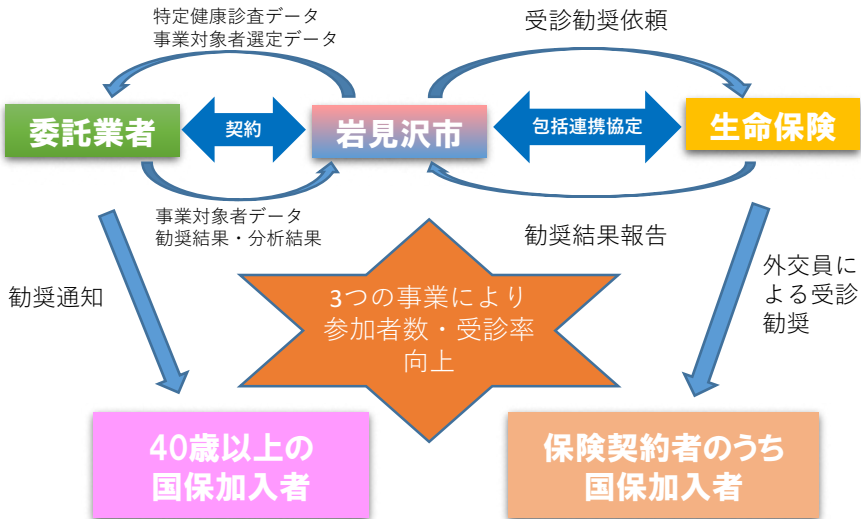 特定健康診査データ
事業対象者選定データ
受診勧奨依頼
委託業者
契約
岩見沢市
包括連携協定
生命保険
事業対象者データ
勧奨結果・分析結果
勧奨結果報告
勧奨通知
3つの事業により
参加者数・受診率
向上
外交員に
よる受診
勧奨
40歳以上の
国保加入者
保険契約者のうち
国保加入者